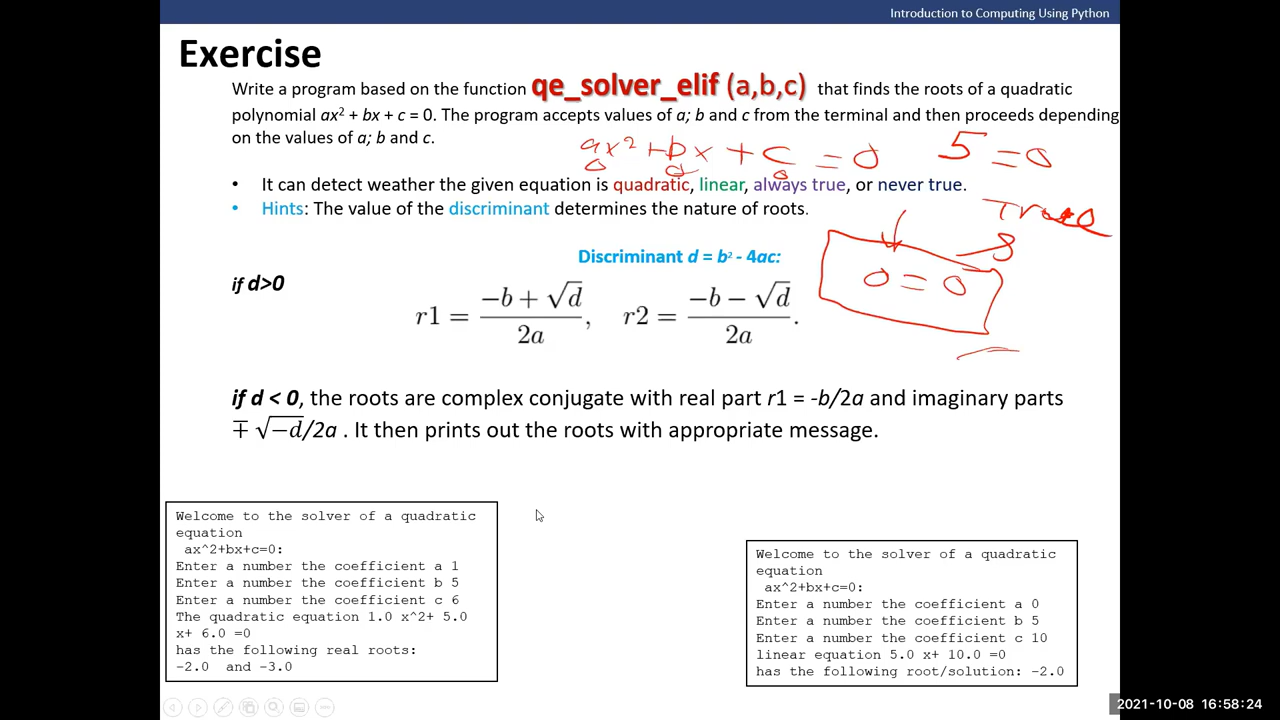 Introduction to Computing Using Python
Exercise
Write a program based on the function qe_solver_elif (a,b,c) that finds the roots of a quadratic
polynomial ax² + bx + c = 0. The program accepts values of a; b and c from the terminal and then proceeds depending
on the values of a; b and c.
ax² + bx + c = 0 5 = 0
0 0 0
• It can detect weather the given equation is quadratic, linear, always true, or never true.
• Hints: The value of the discriminant determines the nature of roots.
0 = 0
Discriminant d = b² - 4ac:
if d>0
r1 = (−b + √d)/2a, r2 = (−b − √d)/2a.
if d < 0, the roots are complex conjugate with real part r1 = -b/2a and imaginary parts
∓ √−d/2a . It then prints out the roots with appropriate message.
Welcome to the solver of a quadratic
equation
ax^2+bx+c=0:
Enter a number the coefficient a 1
Enter a number the coefficient b 5
Enter a number the coefficient c 6
The quadratic equation 1.0 x^2+ 5.0
x+ 6.0 =0
has the following real roots:
-2.0 and -3.0
Welcome to the solver of a quadratic
equation
ax^2+bx+c=0:
Enter a number the coefficient a 0
Enter a number the coefficient b 5
Enter a number the coefficient c 10
linear equation 5.0 x+ 10.0 =0
has the following root/solution: -2.0
2021-10-08 16:58:24